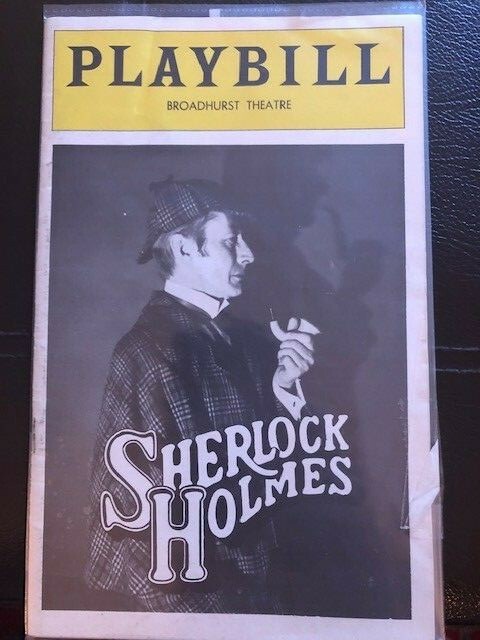 PLAYBILL
BROADHURST THEATRE
SHERLOCK
HOLMES